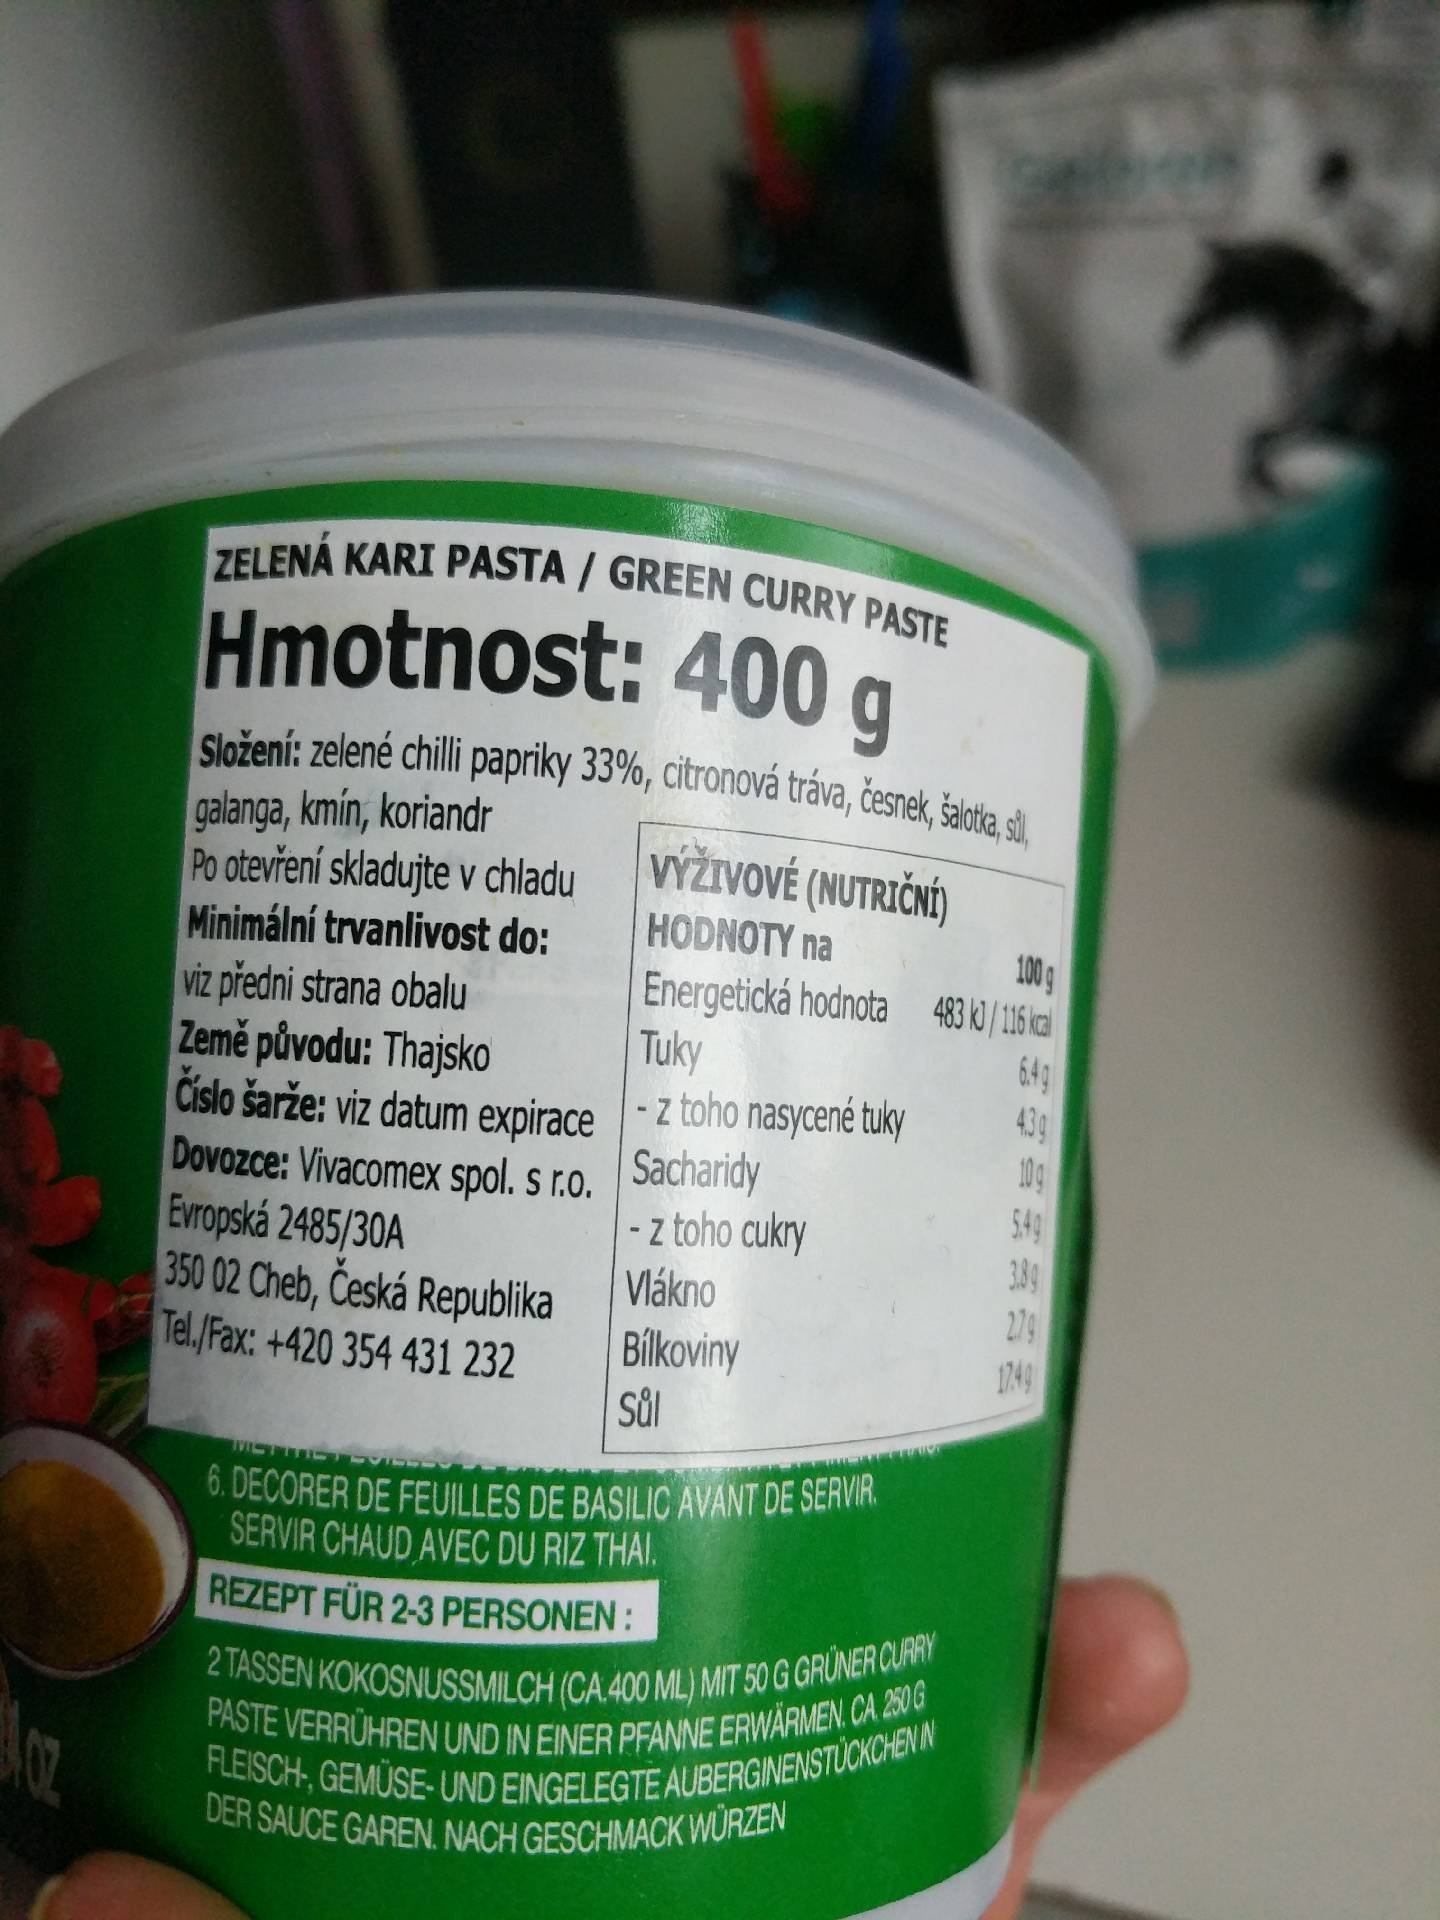 ZELENÁ KARI PASTA / GREEN CURRY PASTE
Hmotnost: 400 g
Složení: zelené chilli papriky 33%, citronová tráva, česnek, šalotka, sůl,
galanga, kmín, koriandr
Po otevření skladujte v chladu
Minimální trvanlivost do:
viz předni strana obalu
Země původu: Thajsko
Číslo šarže: viz datum expirace
Dovozce: Vivacomex spol. s r.o.
Evropská 2485/30A
350 02 Cheb, Česká Republika
Tel./Fax: +420 354 431 232
VÝŽIVOVÉ (NUTRIČNÍ)
HODNOTY na 100 g
Energetická hodnota 483 kJ / 116 kcal
Tuky 6.4 g
- z toho nasycené tuky 4.3 g
Sacharidy 10 g
- z toho cukry 5.4 g
Vlákno 3.8 g
Bílkoviny 2.7 g
Sůl 17.4 g
6. DECORER DE FEUILLES DE BASILIC AVANT DE SERVIR.
SERVIR CHAUD AVEC DU RIZ THAI.
REZEPT FÜR 2-3 PERSONEN :
2 TASSEN KOKOSNUSSMILCH (CA.400 ML) MIT 50 G GRÜNER CURRY
PASTE VERRÜHREN UND IN EINER PFANNE ERWÄRMEN. CA. 250 G
FLEISCH-, GEMÜSE- UND EINGELEGTE AUBERGINENSTÜCKCHEN IN
DER SAUCE GAREN. NACH GESCHMACK WÜRZEN
OZ